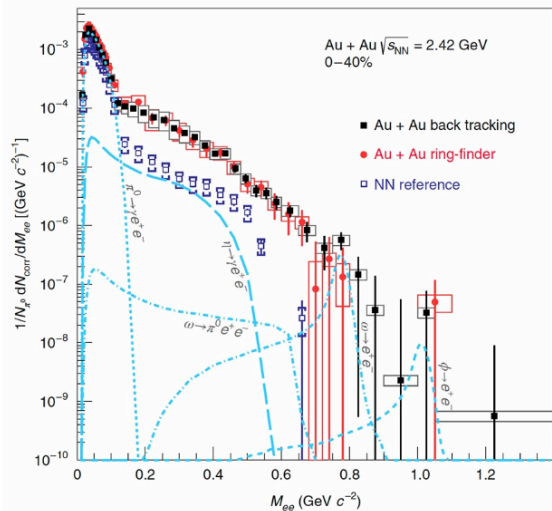 Au + Au √sNN = 2.42 GeV
0–40%
Au + Au back tracking
Au + Au ring-finder
NN reference
1/Nπ0 dNcorr/dMee [(GeV c−2)−1]
10−3
10−4
10−5
10−6
10−7
10−8
10−9
10−10
π0→γe+e−
η→γe+e−
ω→π0e+e−
ω→e+e−
ϕ→e+e−
0 0.2 0.4 0.6 0.8 1.0 1.2
Mee (GeV c−2)